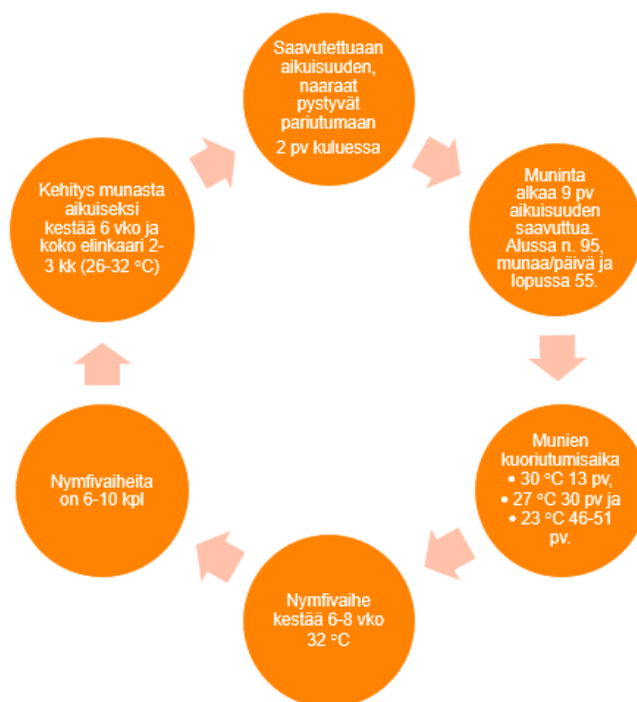 Saavutettuaan
aikuisuuden,
naaraat
pystyvät
pariutumaan
2 pv kuluessa
Muninta
alkaa 9 pv
aikuisuuden
saavuttua.
Alussa n. 95,
munaa/päivä ja
lopussa 55.
Munien
kuoriutumisaika
• 30 °C 13 pv,
• 27 °C 30 pv ja
• 23 °C 46-51
pv.
Nymfivaihe
kestää 6-8 vko
32 °C
Nymfivaiheita
on 6-10 kpl
Kehitys munasta
aikuiseksi
kestää 6 vko ja
koko elinkaari 2-
3 kk (26-32 °C)